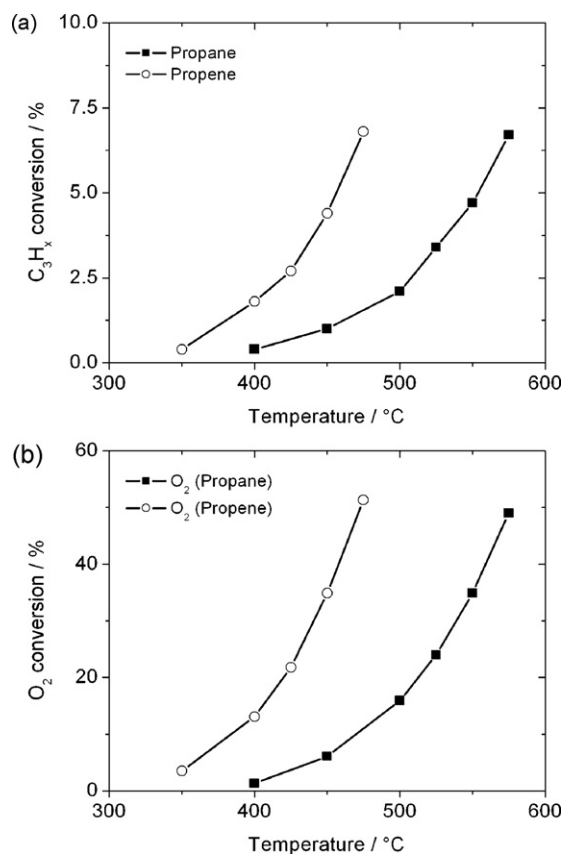 (a)
10.0
7.5
5.0
2.5
0.0
C₃Hₓ conversion / %
Propane
Propene
300 400 500 600
Temperature / °C
(b)
60
40
20
0
O₂ conversion / %
O₂ (Propane)
O₂ (Propene)
300 400 500 600
Temperature / °C